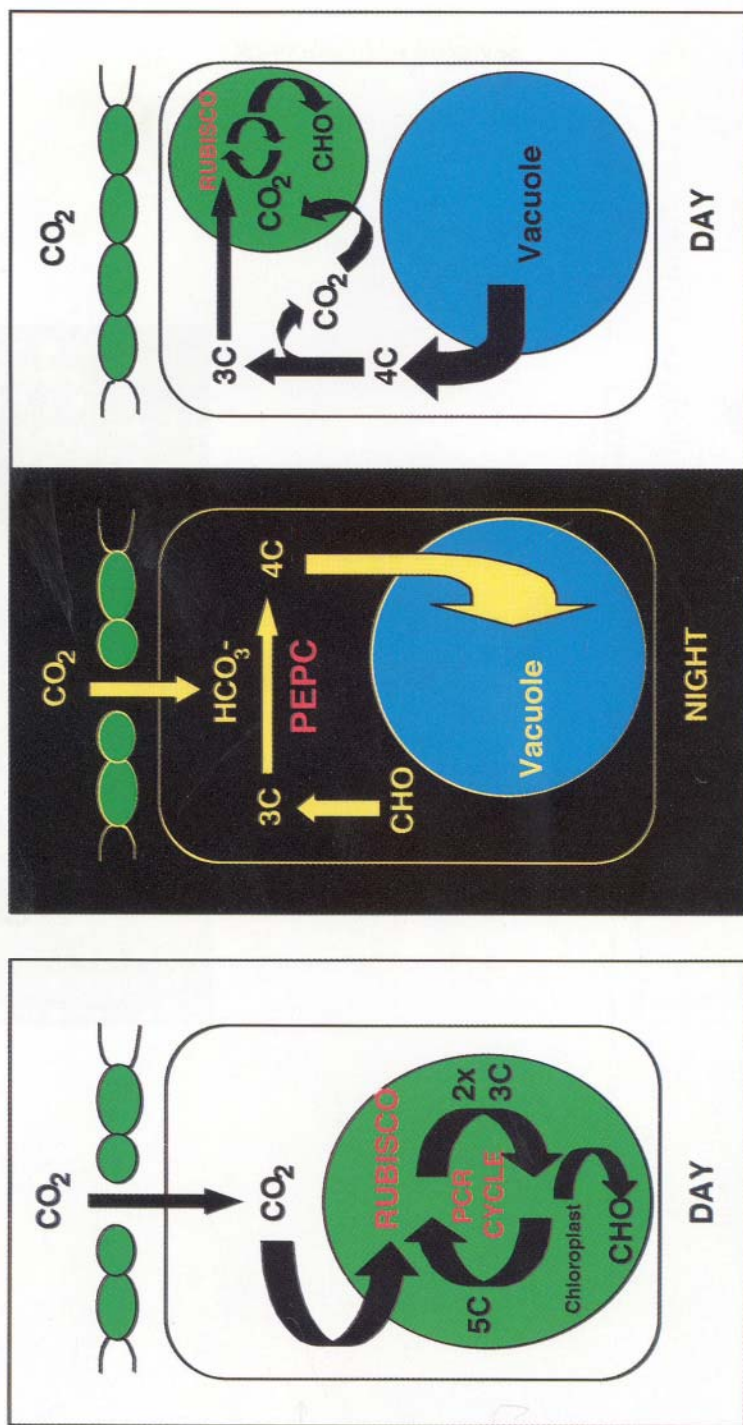 CO2
CO2
RUBISCO
PCR
CYCLE
5C
2x
3C
Chloroplast
CHO
DAY
CO2
HCO3-
3C
4C
PEPC
CHO
Vacuole
NIGHT
CO2
3C
RUBISCO
CO2
CO2
CHO
4C
Vacuole
DAY